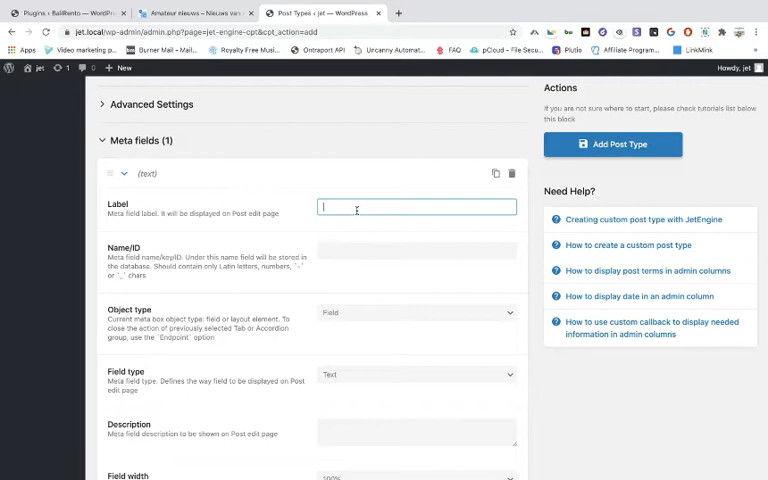 Plugins ‹ BaliRento — WordPr
Amateur nieuws – Nieuws van
Post Types ‹ jet — WordPress
jet.local/wp-admin/admin.php?page=jet-engine-cpt&cpt_action=add
Apps
Video marketing p...
Burner Mail - Mail...
Royalty Free Musi...
Ontraport API
Uncanny Automat...
FAQ
pCloud - File Secu...
Plutio
Affiliate Program...
LinkMink
jet
1
0
+ New
Howdy, jet
Advanced Settings
Meta fields (1)
(text)
Label
Meta field label. It will be displayed on Post edit page
Name/ID
Meta field name/key/ID. Under this name field will be stored in
the database. Should contain only Latin letters, numbers, `-`
or `_` chars
Object type
Current meta box object type: field or layout element. To
close the action of previously selected Tab or Accordion
group, use the `Endpoint` option
Field
Field type
Meta field type. Defines the way field to be displayed on Post
edit page
Text
Description
Meta field description to be shown on Post edit page
Field width
100%
Actions
If you are not sure where to start, please check tutorials list below
this block
Add Post Type
Need Help?
Creating custom post type with JetEngine
How to create a custom post type
How to display post terms in admin columns
How to display date in an admin column
How to use custom callback to display needed
information in admin columns